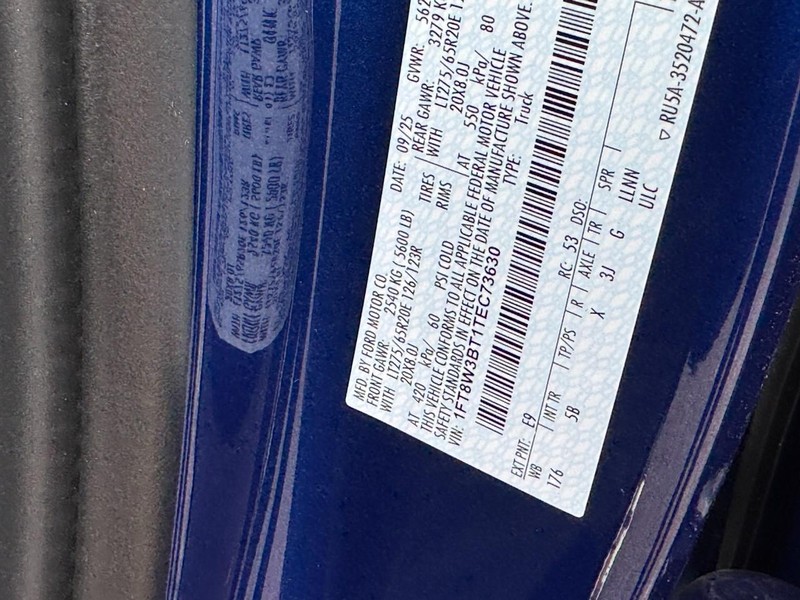 MFD. BY FORD MOTOR CO.
DATE: 09/25 GVWR: 562
FRONT GAWR: 2540 KG ( 5600 LB) REAR GAWR: 3279 K
WITH LT275/65R20E 126/123R TIRES WITH LT275/65R20E 12
20X8.0J RIMS 20X8.0J
AT 420 kPa/ 60 PSI COLD AT 550 kPa/ 80
THIS VEHICLE CONFORMS TO ALL APPLICABLE FEDERAL MOTOR VEHICLE
SAFETY STANDARDS IN EFFECT ON THE DATE OF MANUFACTURE SHOWN ABOVE.
VIN: 1FT8W3BT1TEC73630 TYPE: Truck
EXT PNT: E9 RC: 53 DSO:
WB INT TR TP/PS R AXLE TR SPR
176 5B X 3J G LLNN
ULC
RU5A-3520472-A